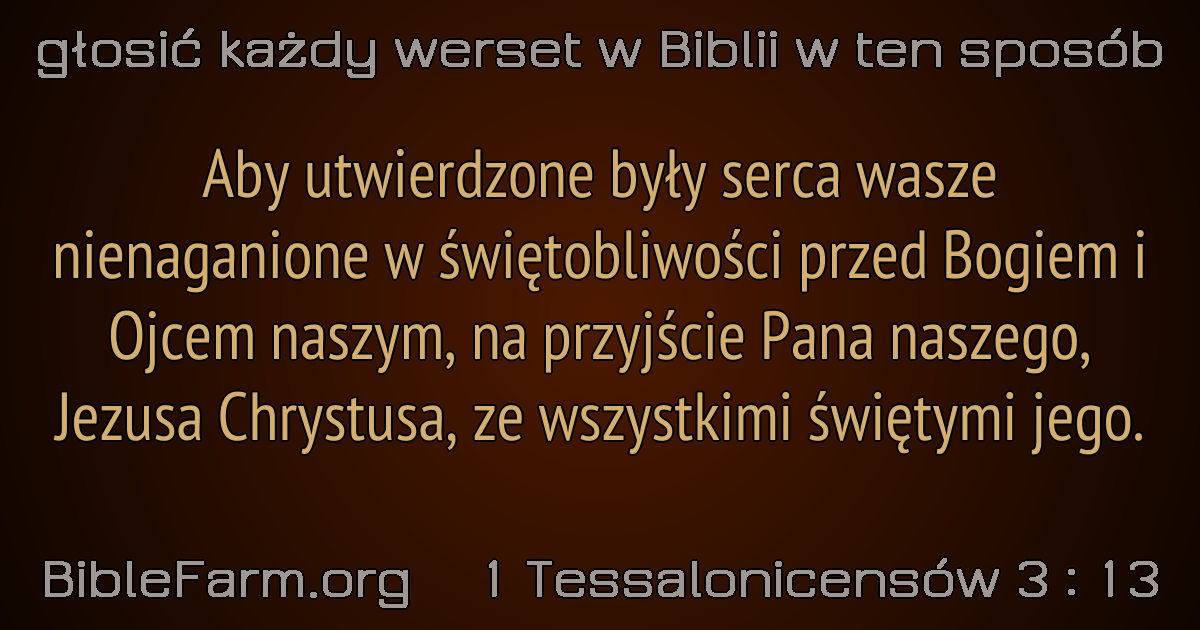 głosić każdy werset w Biblii w ten sposób
Aby utwierdzone były serca wasze
nienaganione w świętobliwości przed Bogiem i
Ojcem naszym, na przyjście Pana naszego,
Jezusa Chrystusa, ze wszystkimi świętymi jego.
BibleFarm.org 1 Tessalonicensów 3 : 13